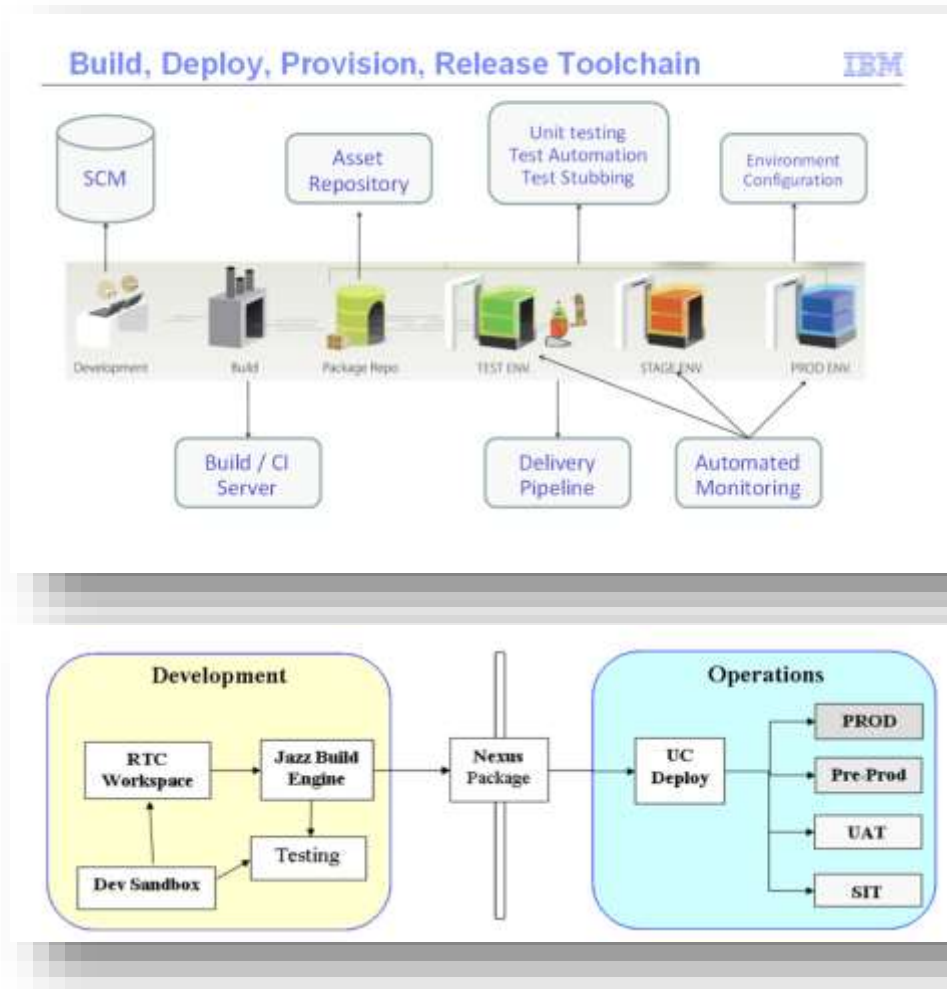 Build, Deploy, Provision, Release Toolchain
IBM
SCM
Asset
Repository
Unit testing
Test Automation
Test Stubbing
Environment
Configuration
Development
Build
Package Repo
TEST ENV.
STAGE ENV
PROD ENV.
Build / CI
Server
Delivery
Pipeline
Automated
Monitoring
Development
RTC
Workspace
Jazz Build
Engine
Testing
Dev Sandbox
Nexus
Package
Operations
UC
Deploy
PROD
Pre-Prod
UAT
SIT